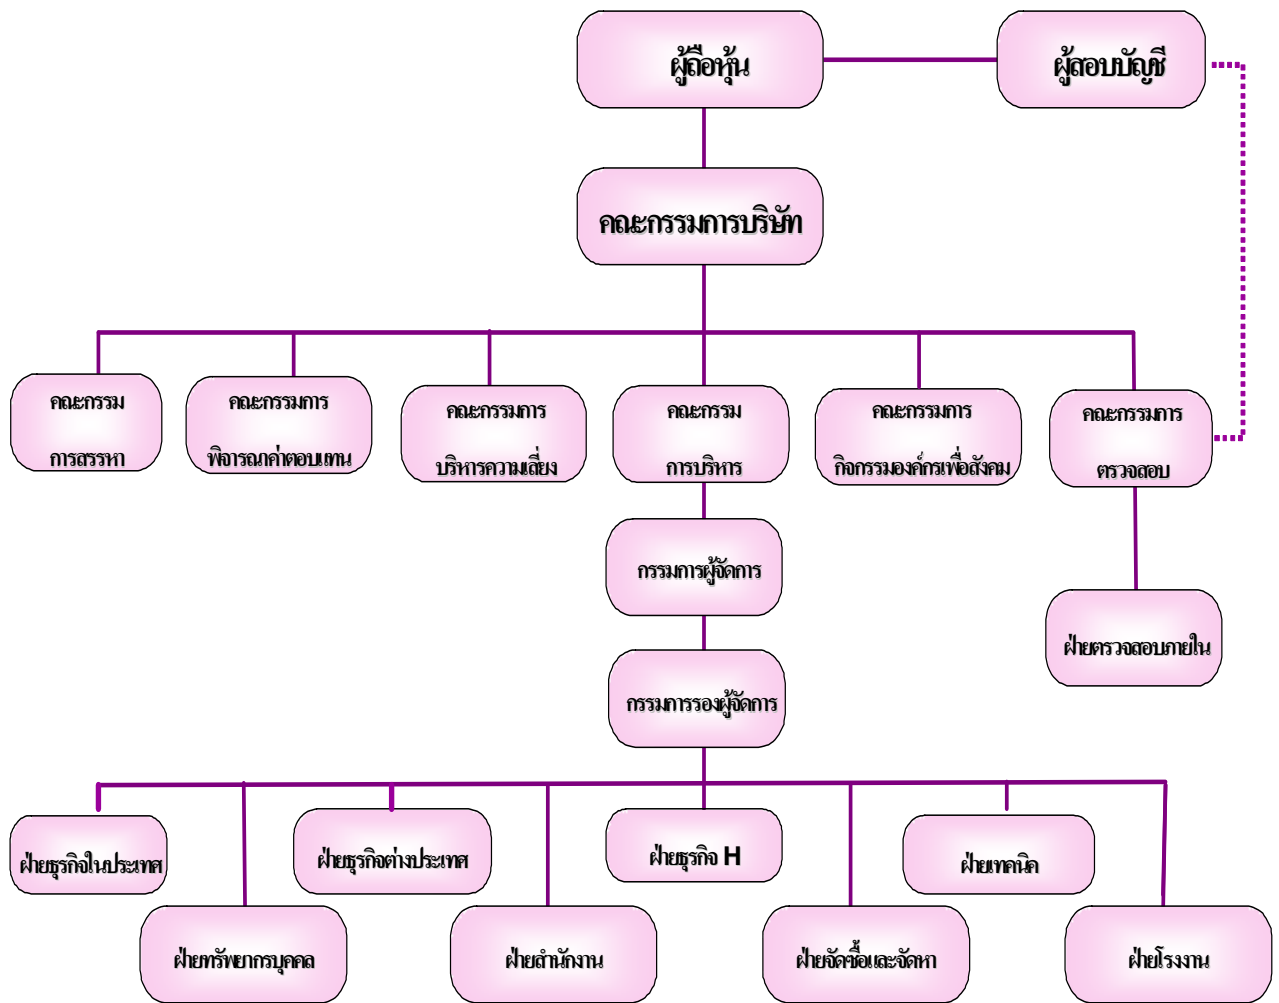 ผู้ถือหุ้น
ผู้สอบบัญชี
คณะกรรมการบริษัท
คณะกรรม
การสรรหา
คณะกรรมการ
พิจารณาค่าตอบแทน
คณะกรรมการ
บริหารความเสี่ยง
คณะกรรม
การบริหาร
คณะกรรมการ
กิจกรรมองค์กรเพื่อสังคม
คณะกรรมการ
ตรวจสอบ
กรรมการผู้จัดการ
ฝ่ายตรวจสอบภายใน
กรรมการรองผู้จัดการ
ฝ่ายธุรกิจในประเทศ
ฝ่ายธุรกิจต่างประเทศ
ฝ่ายธุรกิจ H
ฝ่ายเทคนิค
ฝ่ายทรัพยากรบุคคล
ฝ่ายสำนักงาน
ฝ่ายจัดซื้อและจัดหา
ฝ่ายโรงงาน